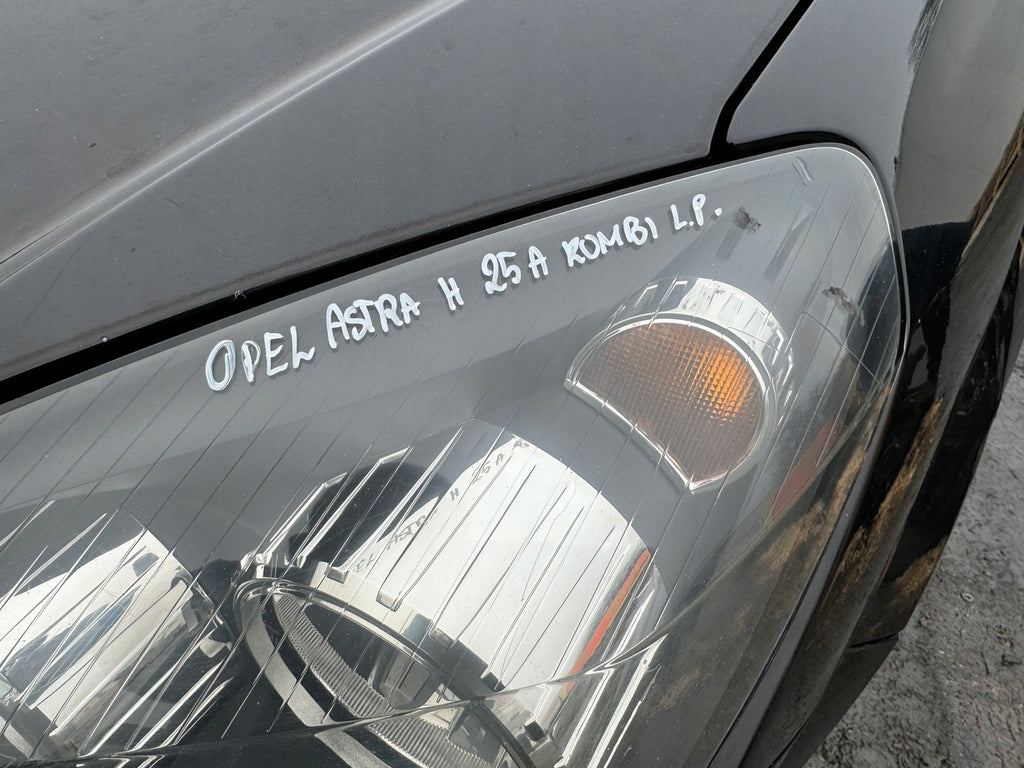 OPEL ASTRA H 25A KOMBI L.P.